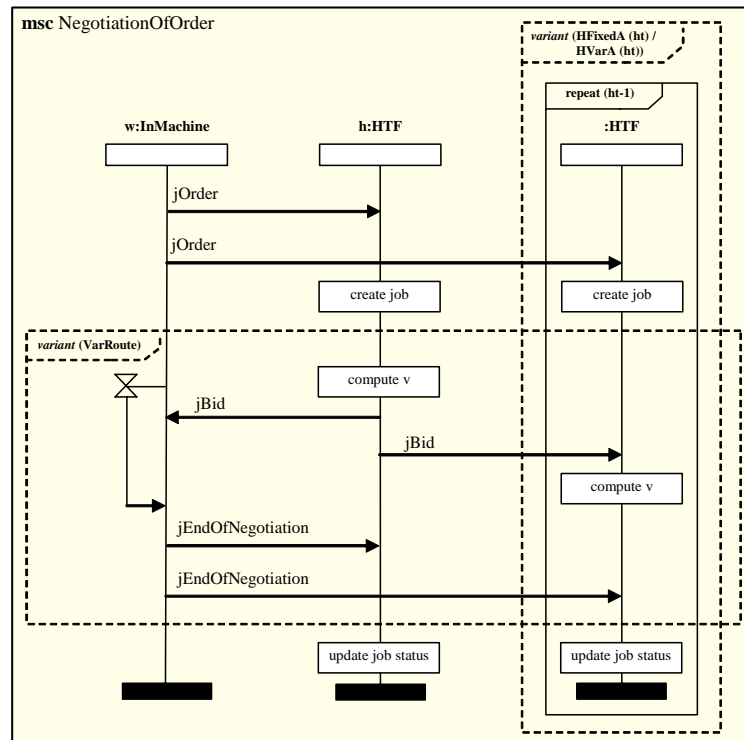 msc NegotiationOfOrder
variant (HFixedA (ht) /
HVarA (ht))
repeat (ht-1)
w:InMachine
h:HTF
:HTF
jOrder
jOrder
create job
create job
variant (VarRoute)
compute v
jBid
jBid
compute v
jEndOfNegotiation
jEndOfNegotiation
update job status
update job status